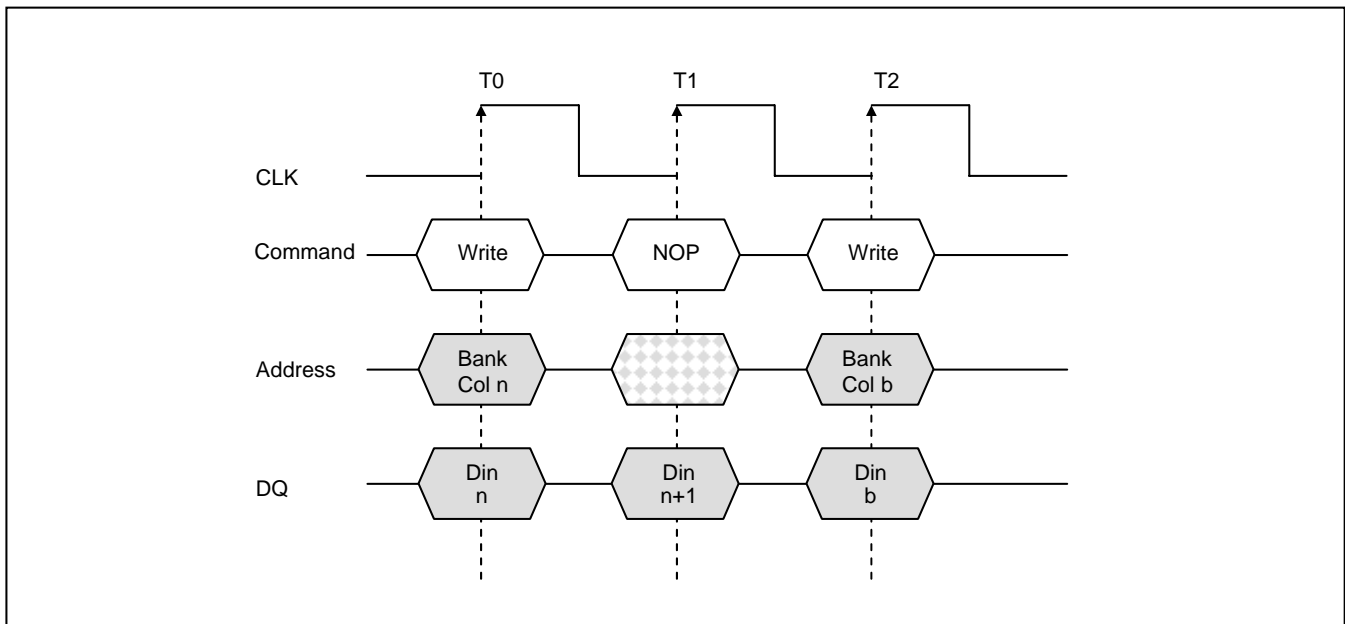 T0 T1 T2
CLK
Command Write NOP Write
Bank Bank
Address
Col n Col b
Din Din Din
DQ
n n+1 b